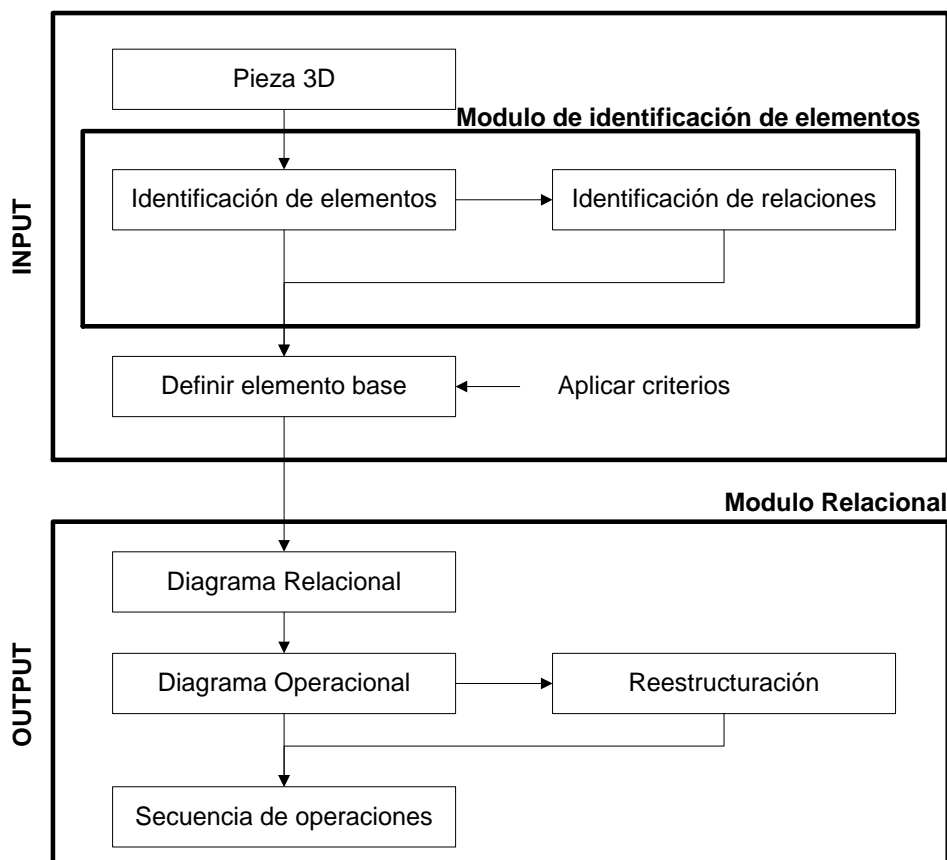 Pieza 3D
Modulo de identificación de elementos
Identificación de elementos
Identificación de relaciones
INPUT
Definir elemento base
Aplicar criterios
Modulo Relacional
Diagrama Relacional
Diagrama Operacional
Reestructuración
OUTPUT
Secuencia de operaciones